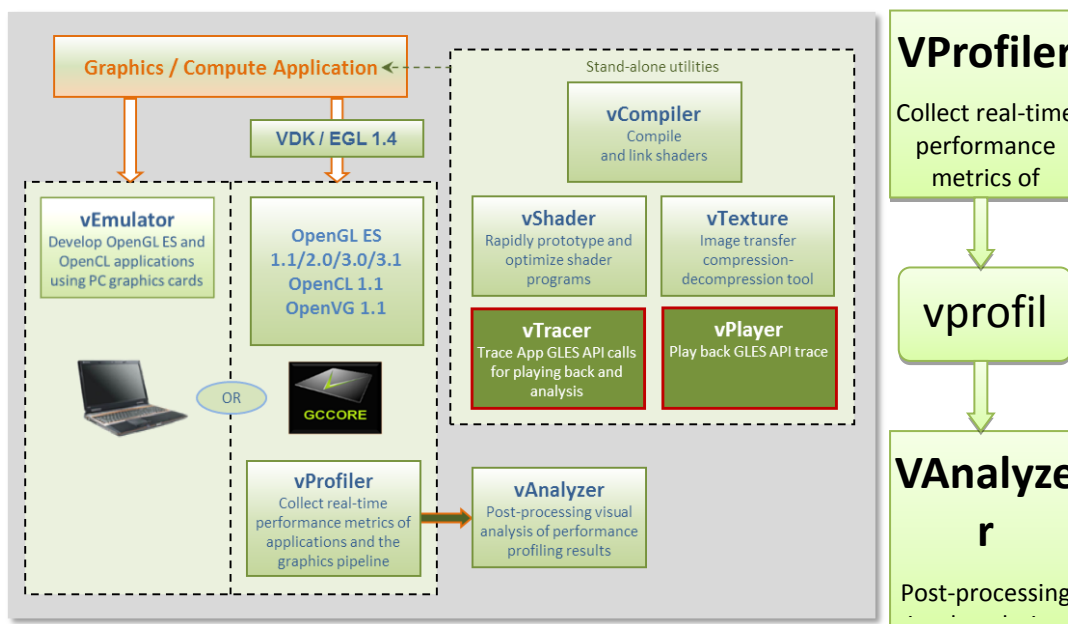 Graphics / Compute Application
Stand-alone utilities
vCompiler
Compile
and link shaders
VDK / EGL 1.4
vEmulator
Develop OpenGL ES and
OpenCL applications
using PC graphics cards
OpenGL ES
1.1/2.0/3.0/3.1
OpenCL 1.1
OpenVG 1.1
vShader
Rapidly prototype and
optimize shader
programs
vTexture
Image transfer
compression-
decompression tool
vTracer
Trace App GLES API calls
for playing back and
analysis
vPlayer
Play back GLES API trace
OR
GCCORE
vProfiler
Collect real-time
performance metrics of
applications and the
graphics pipeline
vAnalyzer
Post-processing visual
analysis of performance
profiling results
VProfiler
Collect real-time
performance
metrics of
vprofil
VAnalyze
r
Post-processing